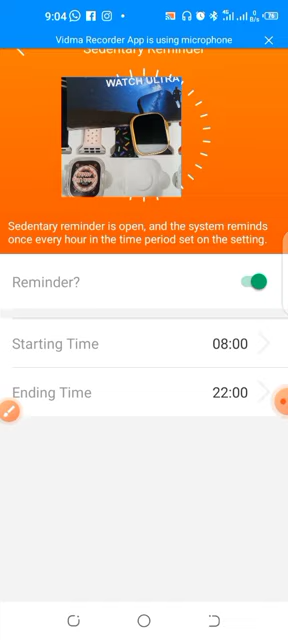 9:04
Vidma Recorder App is using microphone
Sedentary Reminder
WATCH ULTRA
Sedentary reminder is open, and the system reminds
once every hour in the time period set on the setting.
Reminder?
Starting Time 08:00
Ending Time 22:00